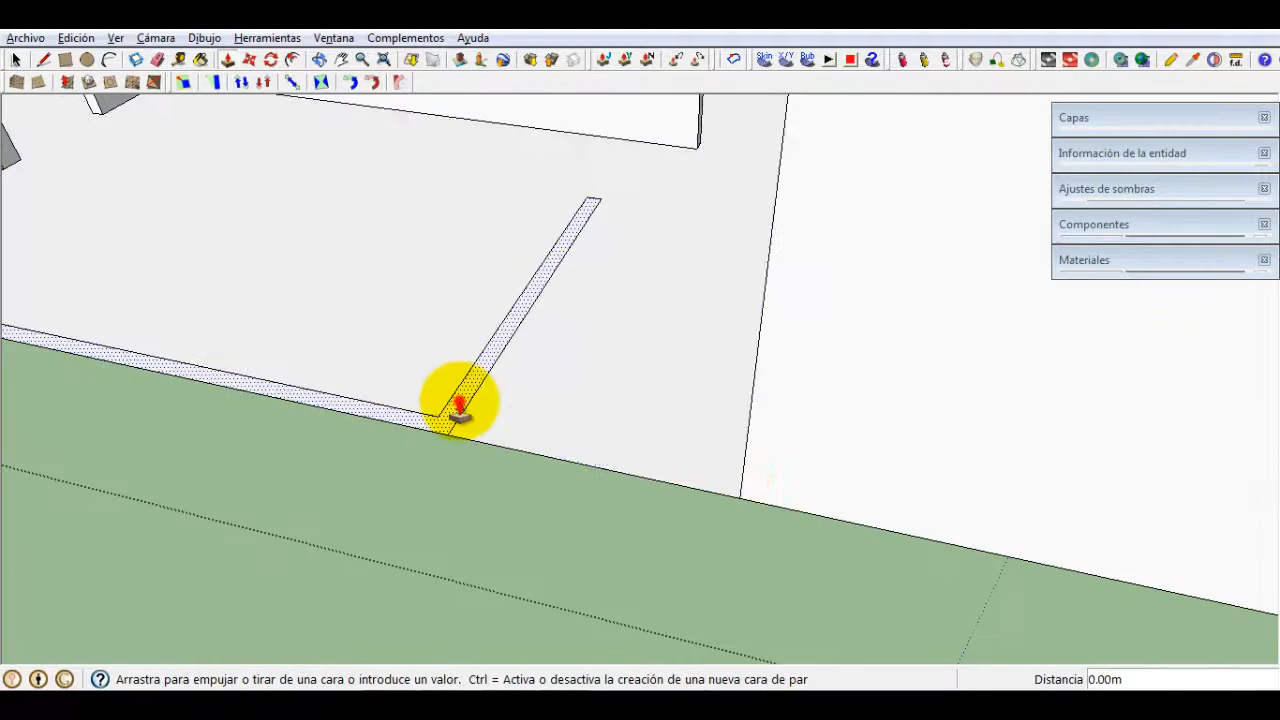 Archivo Edición Ver Cámara Dibujo Herramientas Ventana Complementos Ayuda
Skin X/Y Bub f.d.
Capas
Información de la entidad
Ajustes de sombras
Componentes
Materiales
Arrastra para empujar o tirar de una cara o introduce un valor. Ctrl = Activa o desactiva la creación de una nueva cara de par
Distancia 0.00m